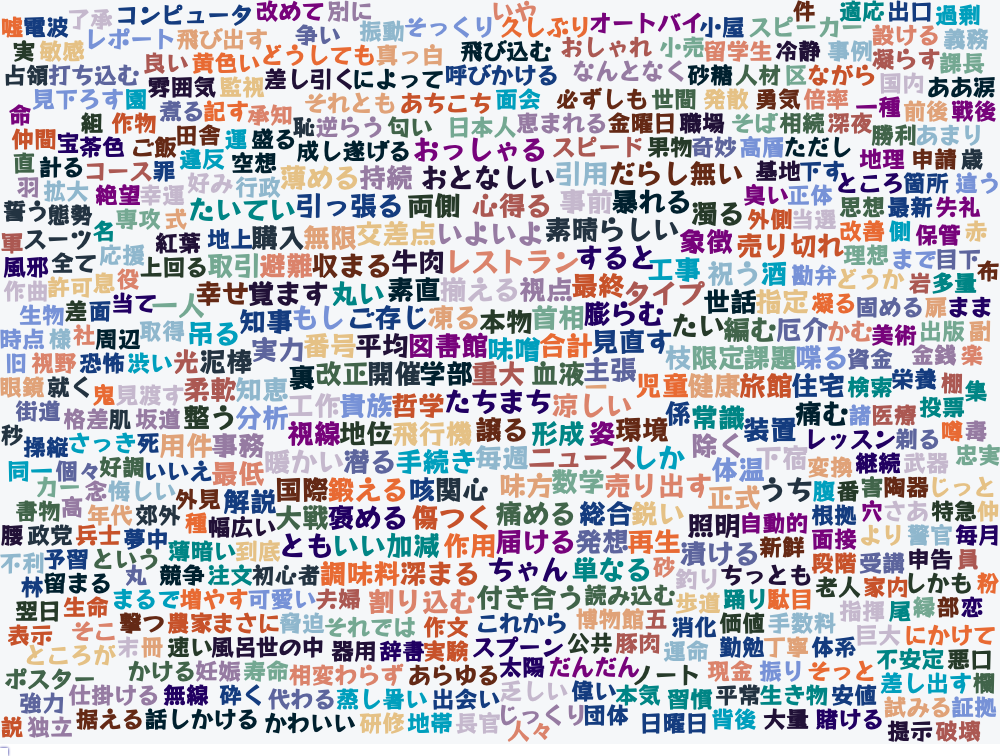 嘘 電波 了承 コンピュータ 改めて 別に いや 件 適応 出口 過剰
実 敏感 レポート 飛び出す 争い 振動 そっくり 久しぶり オートバイ 小屋 スピーカー 設ける 義務
良い 黄色い どうしても 真っ白 飛び込む おしゃれ 小売 留学生 冷静 事例 凝らす 課長
占領 打ち込む 雰囲気 監視 差し引く によって 呼びかける なんとなく 砂糖 人材 区 ながら 国内 ああ 涙
命 見下ろす 園 煮る 記す 承知 それとも あちこち 面会 必ずしも 世間 発散 勇気 倍率 一種 前後 戦後
仲間 組 作物 田舎 運 盛る 恥 逆らう 匂い 日本人 恵まれる 金曜日 職場 そば 相続 深夜 勝利 あまり
宝 茶色 ご飯 違反 空想 成し遂げる おっしゃる スピード 果物 奇妙 高層 ただし 地理 申請 歳
直 計る コース 罪 薄める 持続 おとなしい 引用 だらし無い 基地 下す ところ 箇所 違う
羽 拡大 絶望 幸運 好み 行政 事前 暴れる 臭い 正体 思想 最新 失礼
誓う 態勢 名 専攻 式 たいてい 引っ張る 両側 心得る 濁る 外側 当選 改善 側 保管 赤
軍 スーツ 応援 紅葉 地上 購入 無限 交差点 いよいよ 素晴らしい 象徴 売り切れ 理想 まで 目下 布
風邪 全て 上回る 取引 避難 収まる 牛肉 レストラン すると 工事 祝う 酒 勘弁 どうか 岩 多量
作曲 許可 息 役 幸せ 覚ます 丸い 素直 揃える 視点 最終 タイプ 世話 指定 凝る 固める 扉 まま
生物 差 面 当て 一人 知事 もし ご存じ 凍る 本物 首相 膨らむ たい 編む 厄介 かむ 美術 出版 副
時点 様 社 周辺 取得 吊る 実力 番号 平均 図書館 味噌 合計 見直す 枝 限定 課題 喋る 資金 金銭 楽
旧 視野 恐怖 渋い 光 泥棒 裏 改正 開催 学部 重大 血液 主張 児童 健康 旅館 住宅 検索 栄養 棚 集
眼鏡 就く 鬼 見渡す 柔軟 知恵 工作 貴族 哲学 たちまち 涼しい 二 係 常識 装置 痛む 諸 医療 投票
街道 格差 肌 坂道 整う 分析 視線 地位 飛行機 譲る 形成 姿 環境 除く レッスン 剃る 噂 毒
秒 操縦 さっき 死 用件 事務 暖かい 潜る 手続き 毎週 ニュース しか 体温 下宿 変換 継続 武器 忠実
同一 個々 好調 いいえ 最低 国際 鍛える 咳 関心 味方 数学 売り出す 正式 うち 腹 番 害 陶器 じっと
カー 念 悔しい 外見 解説 書物 高 年代 郊外 種 幅広い 大戦 褒める 傷つく 痛める 総合 鋭い 照明 自動的 根拠 穴 さあ 特急 仲
腰 政党 兵士 夢中 薄暗い 到底 とも いい加減 作用 届ける 発想 再生 漬ける 新鮮 面接 より 警官 毎月
不利 予習 という 丸 競争 注文 初心者 調味料 深まる ちゃん 単なる 砂 釣り ちっとも 段階 受講 申告 員
林 留まる まるで 増やす 可愛い 夫婦 割り込む 付き合う 読み込む 歩道 踊り 駄目 老人 家内 しかも 粉
翌日 生命 撃つ 農家 まさに 脅迫 それでは 作文 これから 博物館 五 消化 価値 手数料 指揮 尾 縁 部 恋
表示 そこ ところが 末 冊 速い 風呂 世の中 器用 辞書 実験 スプーン 公共 豚肉 運命 勤勉 丁寧 体系 巨大 にかけて
ポスター かける 妊娠 寿命 相変わらず あらゆる 太陽 だんだん ノート 現金 振り そっと 不安定 悪口
強力 仕掛ける 無線 砕く 代わる 蒸し暑い 出会い 乏しい 偉い 本気 習慣 平常 生き物 安値 差し出す 欄
説 独立 据える 話しかける かわいい 研修 地帯 長官 じっくり 団体 人々 日曜日 背後 大量 賭ける 試みる 証拠 提示 破壊